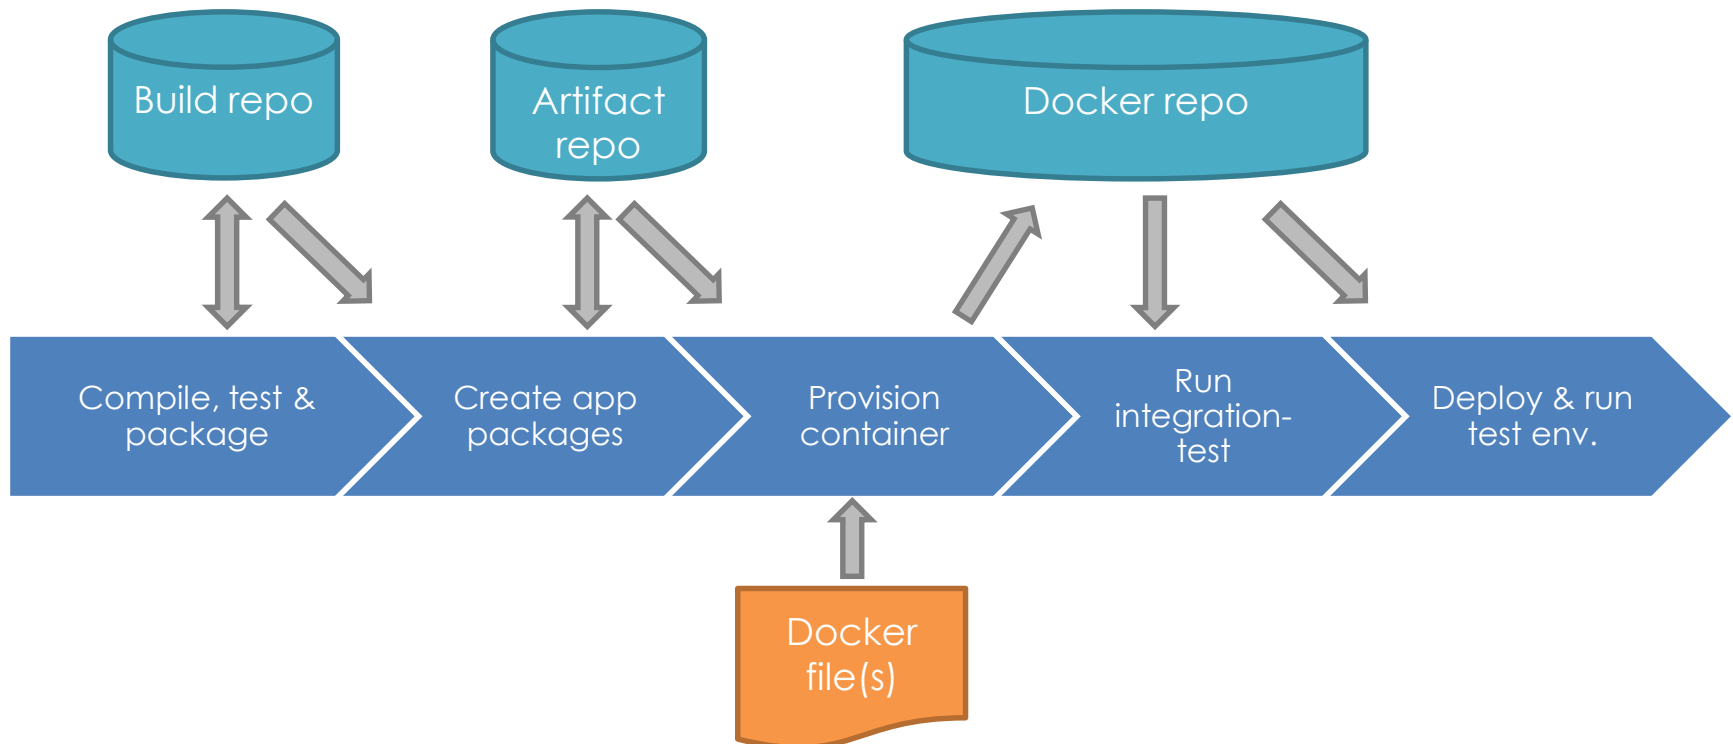 Build repo
Artifact
repo
Docker repo
Compile, test &
package
Create app
packages
Provision
container
Run
integration-
test
Deploy & run
test env.
Docker
file(s)